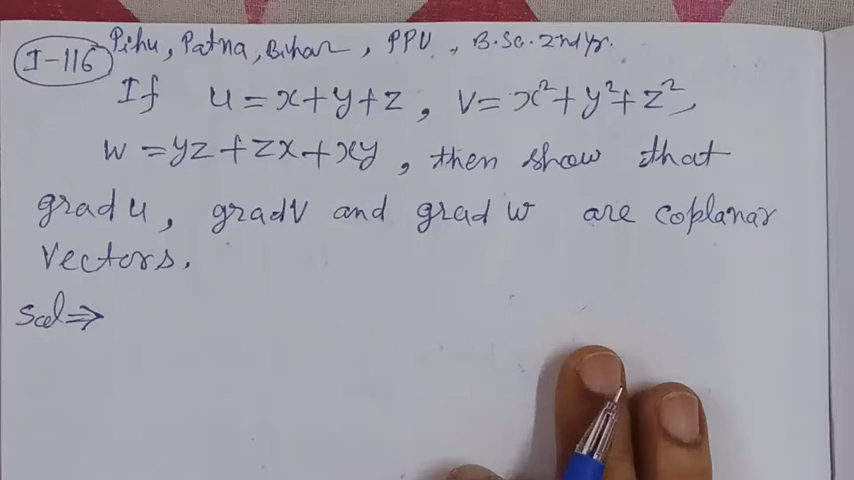 I-116 Pihu, Patna, Bihar, PPU, B.Sc. 2nd yr.
If u = x+y+z, v = x²+y²+z²,
w = yz+zx+xy, then show that
grad u, grad v and grad w are coplanar
vectors.
Sol ⇒